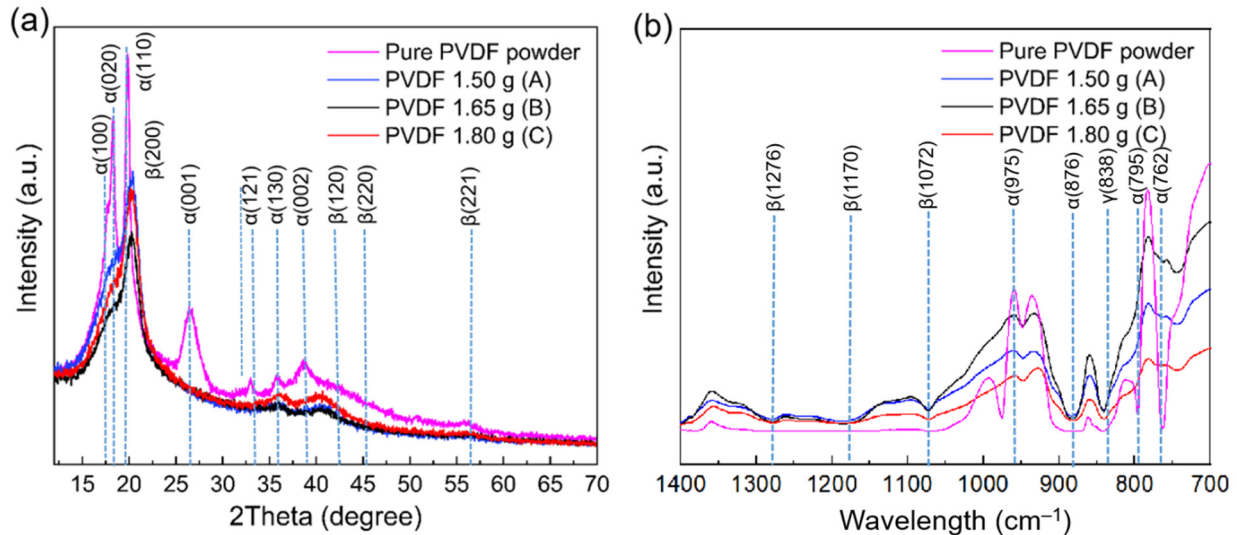 (a)
Pure PVDF powder
PVDF 1.50 g (A)
PVDF 1.65 g (B)
PVDF 1.80 g (C)
α(100)
α(020)
α(110)
β(200)
α(001)
α(121)
α(130)
α(002)
β(120)
β(220)
β(221)
Intensity (a.u.)
15 20 25 30 35 40 45 50 55 60 65 70
2Theta (degree)
(b)
Pure PVDF powder
PVDF 1.50 g (A)
PVDF 1.65 g (B)
PVDF 1.80 g (C)
β(1276)
β(1170)
β(1072)
α(975)
α(876)
γ(838)
α(795)
α(762)
Intensity (a.u.)
1400 1300 1200 1100 1000 900 800 700
Wavelength (cm⁻¹)